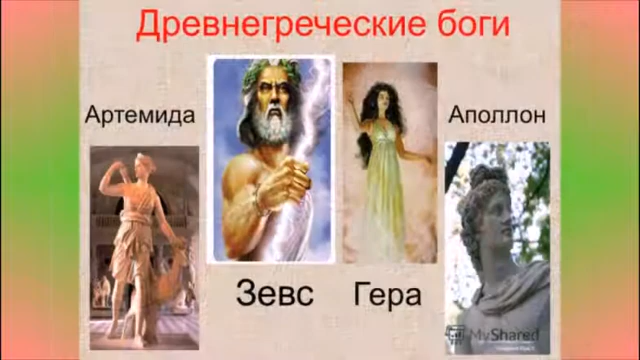 Древнегреческие боги
Артемида
Аполлон
Зевс
Гера
MyShared